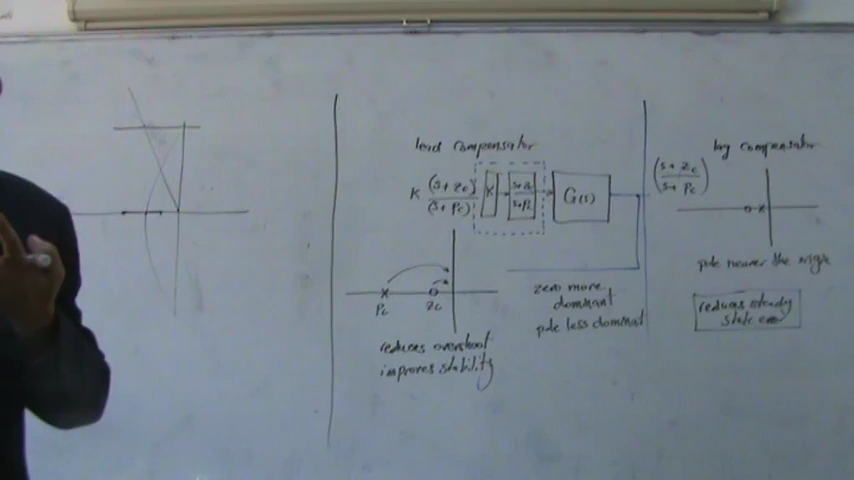 lead compensator
K (s+Zc)
(s+Pc)
K
s+Zc
s+Pc
G(s)
Pc
Zc
zero more
dominant
pole less dominat
reduces overshoot
improves stability
lag compensator
(s+Zc)
s+Pc
pole nearer the origin
reduces steady
state error